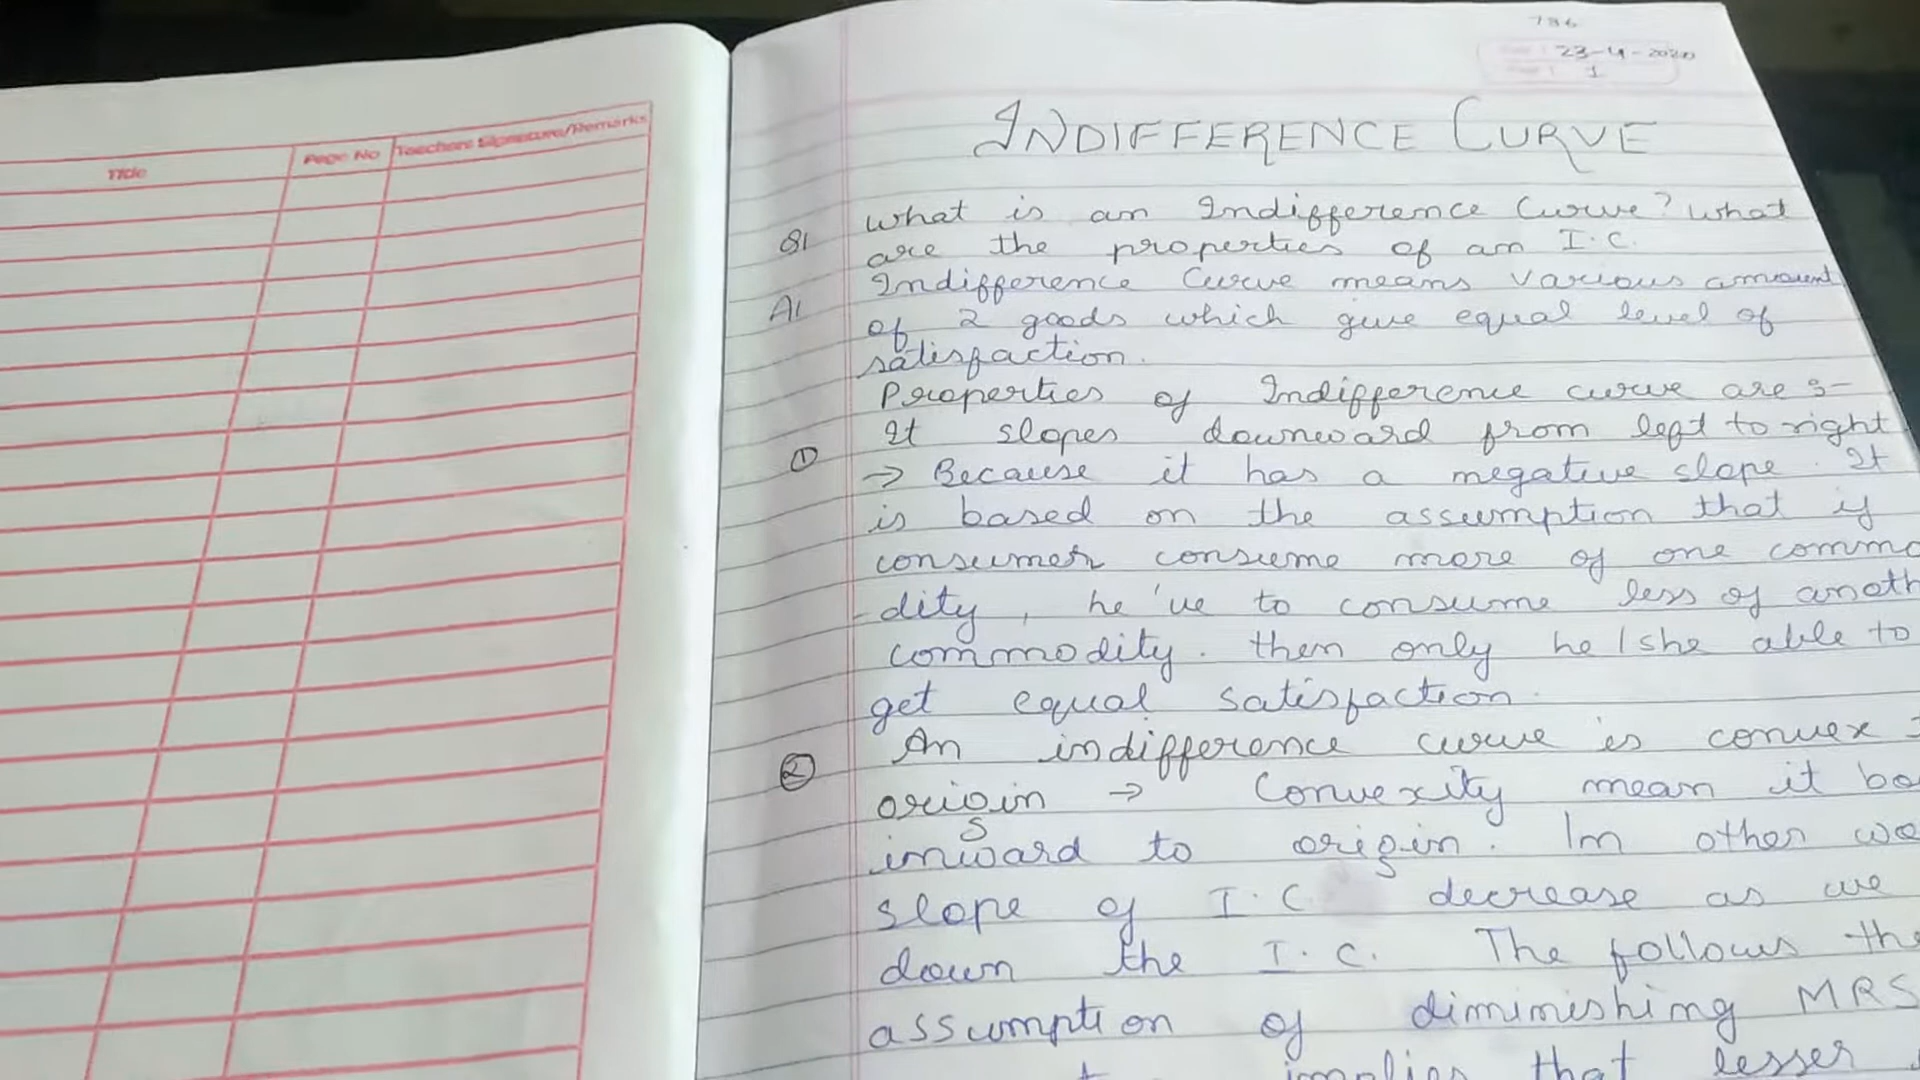 Title
Page No
Teachers Signature/Remarks
786
23-4-2020
1
INDIFFERENCE CURVE
Q1 What is an Indifference Curve? What
are the properties of an I.C.
A1 Indifference Curve means various amount
of 2 goods which give equal level of
satisfaction.
Properties of Indifference curve are :-
① It slopes downward from left to right
→ Because it has a negative slope. It
is based on the assumption that if
consumer consume more of one commo
-dity, he 've to consume less of anoth
commodity. then only he/she able to
get equal satisfaction.
② An indifference curve is convex
origin → Convexity mean it
inward to origin. In other
slope of I.C decrease as we
down the I.C. The follows the
assumption of diminishing MRS
implies that lesser